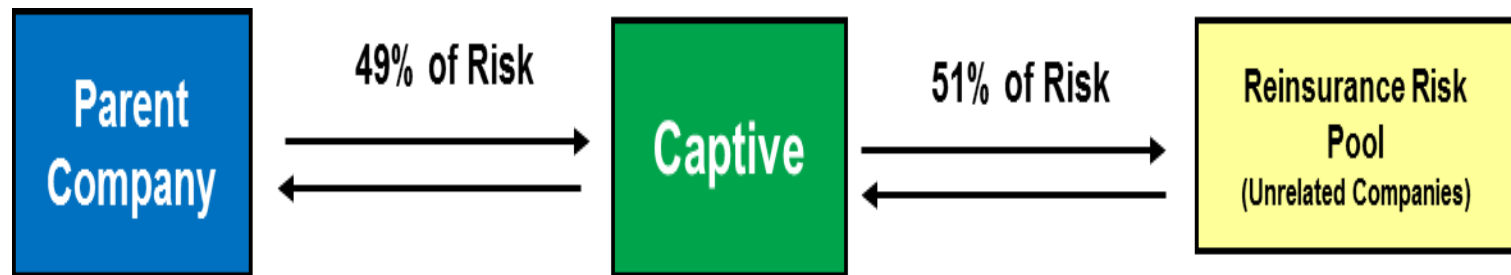 Parent
Company
49% of Risk
Captive
51% of Risk
Reinsurance Risk
Pool
(Unrelated Companies)